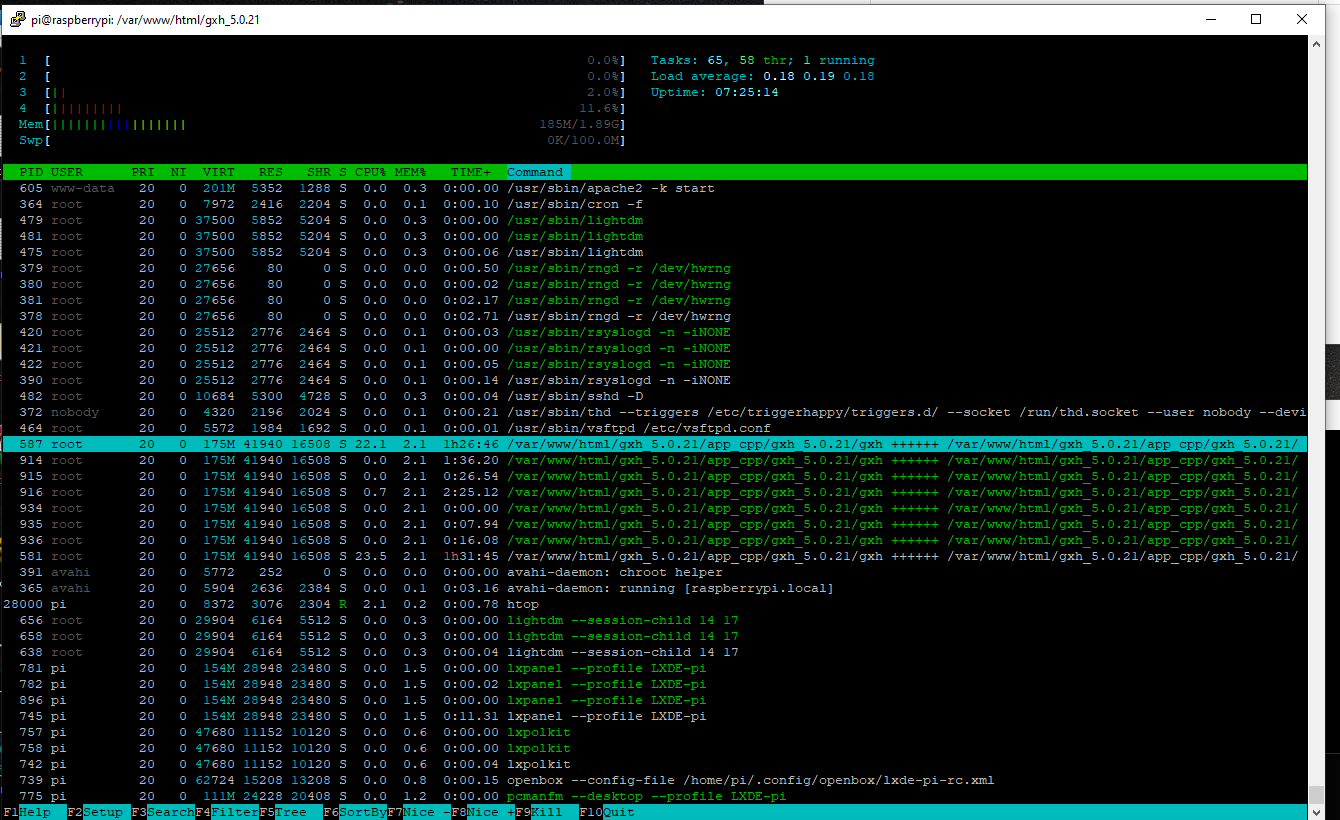 pi@raspberrypi: /var/www/html/gxh_5.0.21
1 [ 0.0%] Tasks: 65, 58 thr; 1 running
2 [ 0.0%] Load average: 0.18 0.19 0.18
3 [|| 2.0%] Uptime: 07:25:14
4 [||||||||| 11.6%]
Mem[||||||||||||||||| 185M/1.89G]
Swp[ 0K/100.0M]
PID USER PRI NI VIRT RES SHR S CPU% MEM% TIME+ Command
605 www-data 20 0 201M 5352 1288 S 0.0 0.3 0:00.00 /usr/sbin/apache2 -k start
364 root 20 0 7972 2416 2204 S 0.0 0.1 0:00.10 /usr/sbin/cron -f
479 root 20 0 37500 5852 5204 S 0.0 0.3 0:00.00 /usr/sbin/lightdm
481 root 20 0 37500 5852 5204 S 0.0 0.3 0:00.00 /usr/sbin/lightdm
475 root 20 0 37500 5852 5204 S 0.0 0.3 0:00.06 /usr/sbin/lightdm
379 root 20 0 27656 80 0 S 0.0 0.0 0:00.50 /usr/sbin/rngd -r /dev/hwrng
380 root 20 0 27656 80 0 S 0.0 0.0 0:00.02 /usr/sbin/rngd -r /dev/hwrng
381 root 20 0 27656 80 0 S 0.0 0.0 0:02.17 /usr/sbin/rngd -r /dev/hwrng
378 root 20 0 27656 80 0 S 0.0 0.0 0:02.71 /usr/sbin/rngd -r /dev/hwrng
420 root 20 0 25512 2776 2464 S 0.0 0.1 0:00.03 /usr/sbin/rsyslogd -n -iNONE
421 root 20 0 25512 2776 2464 S 0.0 0.1 0:00.00 /usr/sbin/rsyslogd -n -iNONE
422 root 20 0 25512 2776 2464 S 0.0 0.1 0:00.05 /usr/sbin/rsyslogd -n -iNONE
390 root 20 0 25512 2776 2464 S 0.0 0.1 0:00.14 /usr/sbin/rsyslogd -n -iNONE
482 root 20 0 10684 5300 4728 S 0.0 0.3 0:00.04 /usr/sbin/sshd -D
372 nobody 20 0 4320 2196 2024 S 0.0 0.1 0:00.21 /usr/sbin/thd --triggers /etc/triggerhappy/triggers.d/ --socket /run/thd.socket --user nobody --devi
464 root 20 0 5572 1984 1692 S 0.0 0.1 0:00.01 /usr/sbin/vsftpd /etc/vsftpd.conf
587 root 20 0 175M 41940 16508 S 22.1 2.1 1h26:46 /var/www/html/gxh_5.0.21/app_cpp/gxh_5.0.21/gxh ++++++ /var/www/html/gxh_5.0.21/app_cpp/gxh_5.0.21/
914 root 20 0 175M 41940 16508 S 0.0 2.1 1:36.20 /var/www/html/gxh_5.0.21/app_cpp/gxh_5.0.21/gxh ++++++ /var/www/html/gxh_5.0.21/app_cpp/gxh_5.0.21/
915 root 20 0 175M 41940 16508 S 0.0 2.1 0:26.54 /var/www/html/gxh_5.0.21/app_cpp/gxh_5.0.21/gxh ++++++ /var/www/html/gxh_5.0.21/app_cpp/gxh_5.0.21/
916 root 20 0 175M 41940 16508 S 0.7 2.1 2:25.12 /var/www/html/gxh_5.0.21/app_cpp/gxh_5.0.21/gxh ++++++ /var/www/html/gxh_5.0.21/app_cpp/gxh_5.0.21/
934 root 20 0 175M 41940 16508 S 0.0 2.1 0:00.00 /var/www/html/gxh_5.0.21/app_cpp/gxh_5.0.21/gxh ++++++ /var/www/html/gxh_5.0.21/app_cpp/gxh_5.0.21/
935 root 20 0 175M 41940 16508 S 0.0 2.1 0:07.94 /var/www/html/gxh_5.0.21/app_cpp/gxh_5.0.21/gxh ++++++ /var/www/html/gxh_5.0.21/app_cpp/gxh_5.0.21/
936 root 20 0 175M 41940 16508 S 0.0 2.1 0:16.08 /var/www/html/gxh_5.0.21/app_cpp/gxh_5.0.21/gxh ++++++ /var/www/html/gxh_5.0.21/app_cpp/gxh_5.0.21/
581 root 20 0 175M 41940 16508 S 23.5 2.1 1h31:45 /var/www/html/gxh_5.0.21/app_cpp/gxh_5.0.21/gxh ++++++ /var/www/html/gxh_5.0.21/app_cpp/gxh_5.0.21/
391 avahi 20 0 5772 252 0 S 0.0 0.0 0:00.00 avahi-daemon: chroot helper
365 avahi 20 0 5904 2636 2384 S 0.0 0.1 0:03.16 avahi-daemon: running [raspberrypi.local]
28000 pi 20 0 8372 3076 2304 R 2.1 0.2 0:00.78 htop
656 root 20 0 29904 6164 5512 S 0.0 0.3 0:00.00 lightdm --session-child 14 17
658 root 20 0 29904 6164 5512 S 0.0 0.3 0:00.00 lightdm --session-child 14 17
638 root 20 0 29904 6164 5512 S 0.0 0.3 0:00.04 lightdm --session-child 14 17
781 pi 20 0 154M 28948 23480 S 0.0 1.5 0:00.00 lxpanel --profile LXDE-pi
782 pi 20 0 154M 28948 23480 S 0.0 1.5 0:00.02 lxpanel --profile LXDE-pi
896 pi 20 0 154M 28948 23480 S 0.0 1.5 0:00.00 lxpanel --profile LXDE-pi
745 pi 20 0 154M 28948 23480 S 0.0 1.5 0:11.31 lxpanel --profile LXDE-pi
757 pi 20 0 47680 11152 10120 S 0.0 0.6 0:00.00 lxpolkit
758 pi 20 0 47680 11152 10120 S 0.0 0.6 0:00.00 lxpolkit
742 pi 20 0 47680 11152 10120 S 0.0 0.6 0:00.04 lxpolkit
739 pi 20 0 62724 15208 13208 S 0.0 0.8 0:00.15 openbox --config-file /home/pi/.config/openbox/lxde-pi-rc.xml
775 pi 20 0 111M 24228 20408 S 0.0 1.2 0:00.00 pcmanfm --desktop --profile LXDE-pi
F1Help F2Setup F3SearchF4FilterF5Tree F6SortByF7Nice -F8Nice +F9Kill F10Quit